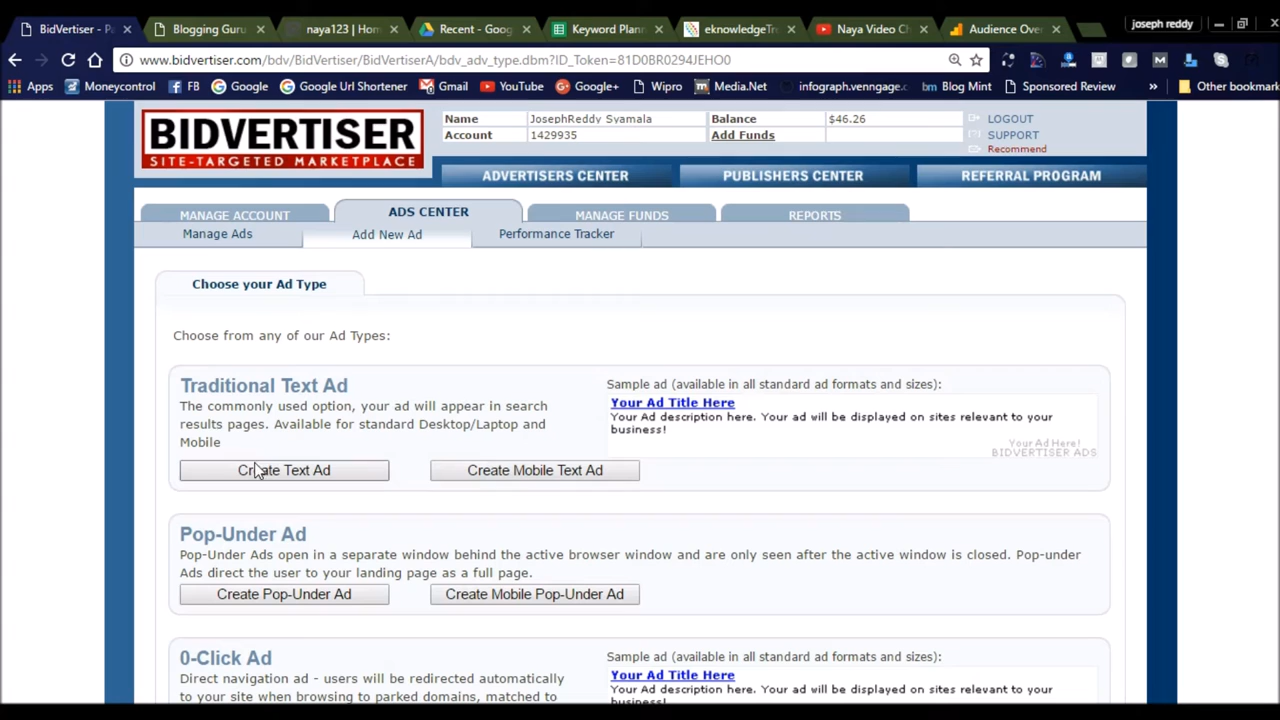 BidVertiser - Pa
Blogging Guru
naya123 | Hom
Recent - Goog
Keyword Plann
eknowledgeTr
Naya Video Ch
Audience Over
joseph reddy
www.bidvertiser.com/bdv/BidVertiser/BidVertiserA/bdv_adv_type.dbm?ID_Token=81D0BR0294JEHO0
Apps Moneycontrol FB Google Google Url Shortener Gmail YouTube Google+ Wipro Media.Net infograph.venngage.c bm Blog Mint Sponsored Review » Other bookmark
BIDVERTISER
SITE-TARGETED MARKETPLACE
Name JosephReddy Syamala Balance $46.26
Account 1429935 Add Funds
LOGOUT
SUPPORT
Recommend
ADVERTISERS CENTER PUBLISHERS CENTER REFERRAL PROGRAM
MANAGE ACCOUNT ADS CENTER MANAGE FUNDS REPORTS
Manage Ads Add New Ad Performance Tracker
Choose your Ad Type
Choose from any of our Ad Types:
Traditional Text Ad
The commonly used option, your ad will appear in search
results pages. Available for standard Desktop/Laptop and
Mobile
Create Text Ad Create Mobile Text Ad
Sample ad (available in all standard ad formats and sizes):
Your Ad Title Here
Your Ad description here. Your ad will be displayed on sites relevant to your
business!
Your Ad Here!
BIDVERTISER ADS
Pop-Under Ad
Pop-Under Ads open in a separate window behind the active browser window and are only seen after the active window is closed. Pop-under
Ads direct the user to your landing page as a full page.
Create Pop-Under Ad Create Mobile Pop-Under Ad
0-Click Ad
Direct navigation ad - users will be redirected automatically
to your site when browsing to parked domains, matched to
Sample ad (available in all standard ad formats and sizes):
Your Ad Title Here
Your Ad description here. Your ad will be displayed on sites relevant to your
business!